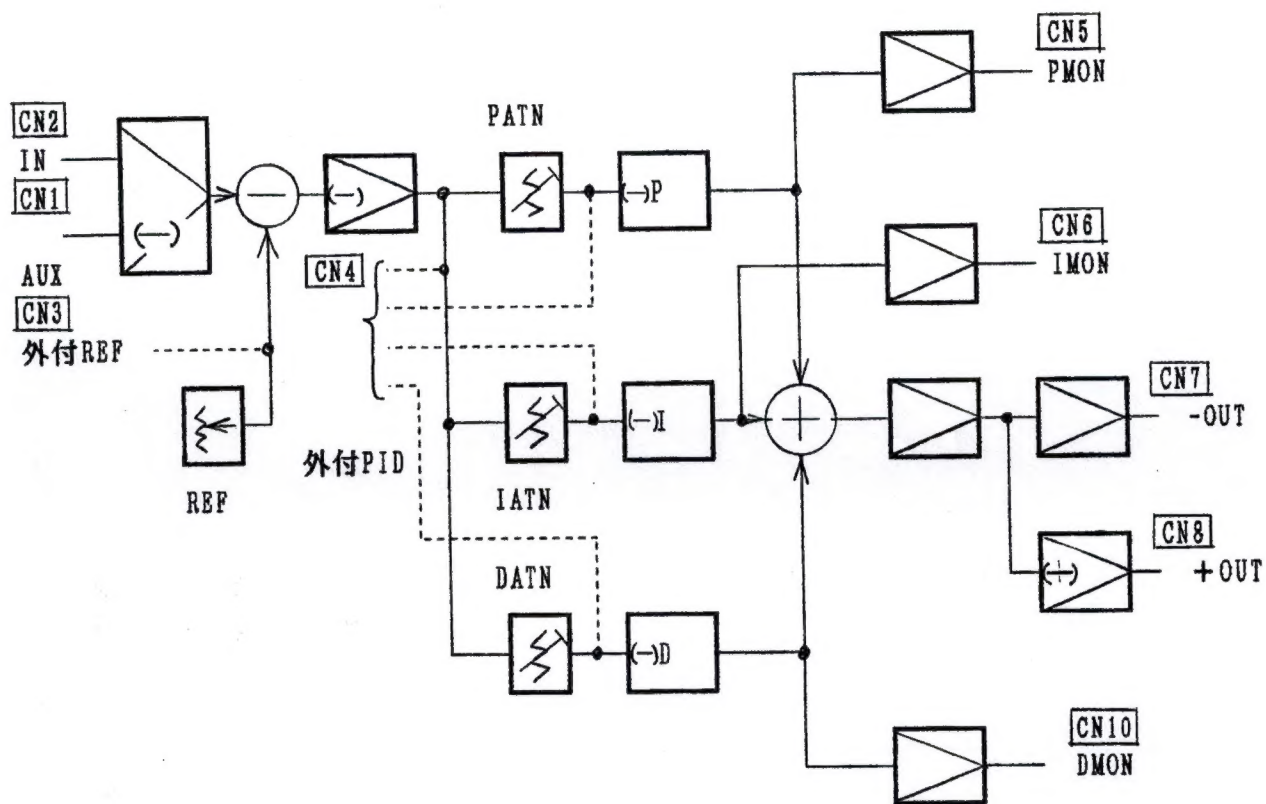 CN5
PMON
CN2
IN
CN1
AUX
CN3
外付REF
REF
(—)
—
(—)
PATN
(—)P
CN6
IMON
CN4
外付PID
IATN
(—)I
+
CN7
-OUT
CN8
(+)
+OUT
DATN
(—)D
CN10
DMON